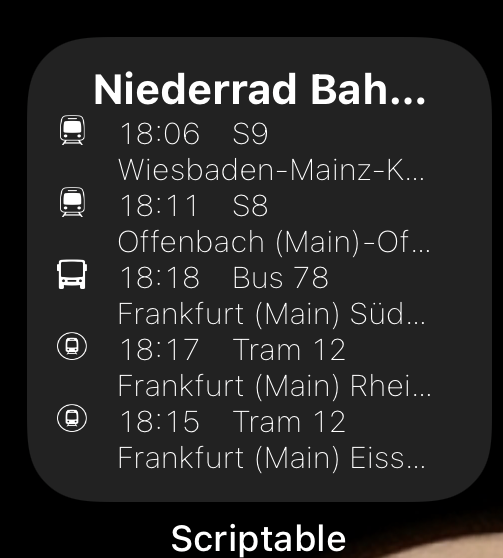 Niederrad Bah...
18:06 S9
Wiesbaden-Mainz-K...
18:11 S8
Offenbach (Main)-Of...
18:18 Bus 78
Frankfurt (Main) Süd...
18:17 Tram 12
Frankfurt (Main) Rhei...
18:15 Tram 12
Frankfurt (Main) Eiss...
Scriptable